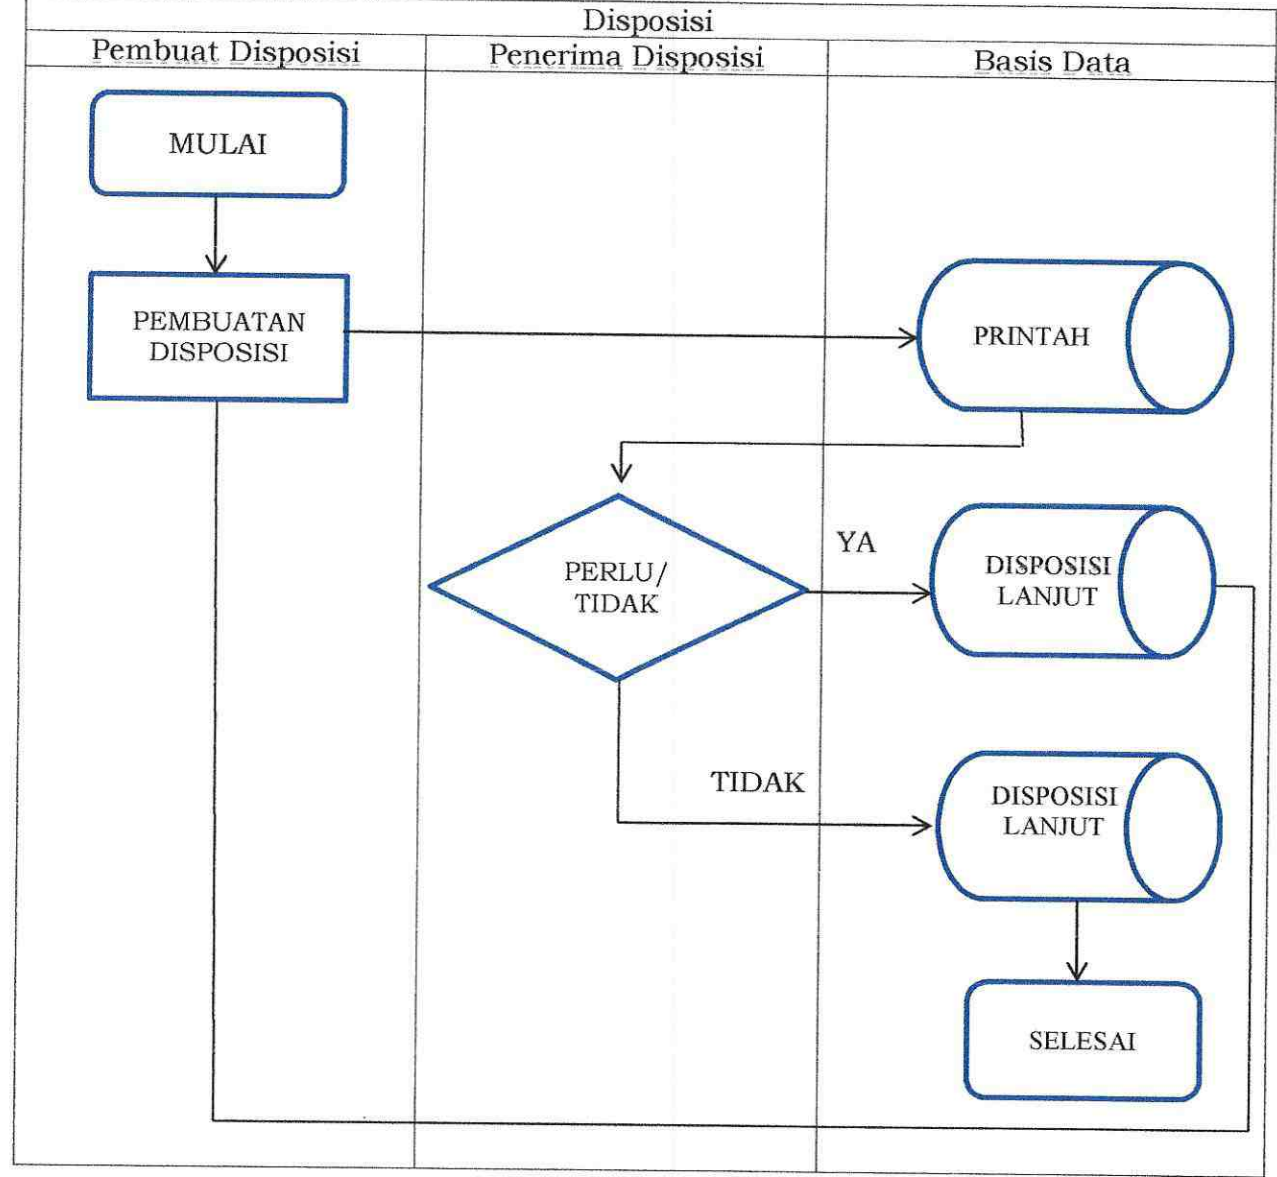 Disposisi
Pembuat Disposisi
Penerima Disposisi
Basis Data
MULAI
PEMBUATAN
DISPOSISI
PRINTAH
PERLU/
TIDAK
YA
DISPOSISI
LANJUT
TIDAK
DISPOSISI
LANJUT
SELESAI